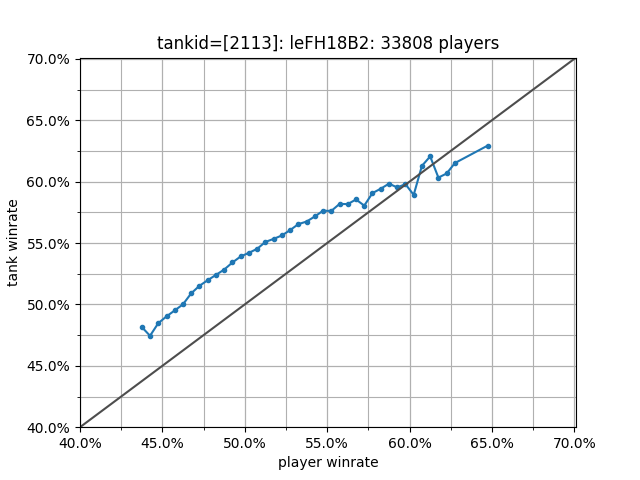 tankid=[2113]: leFH18B2: 33808 players
70.0%
65.0%
60.0%
55.0%
50.0%
45.0%
40.0%
tank winrate
40.0% 45.0% 50.0% 55.0% 60.0% 65.0% 70.0%
player winrate